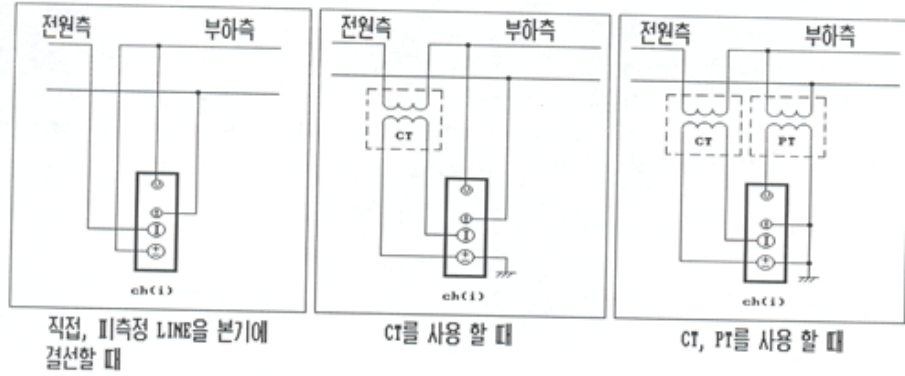 전원측 부하측
ch(i)
직접, 피측정 LINE을 본기에
결선할 때
전원측 부하측
CT
ch(i)
CT를 사용 할 때
전원측 부하측
CT PT
ch(i)
CT, PT를 사용 할 때